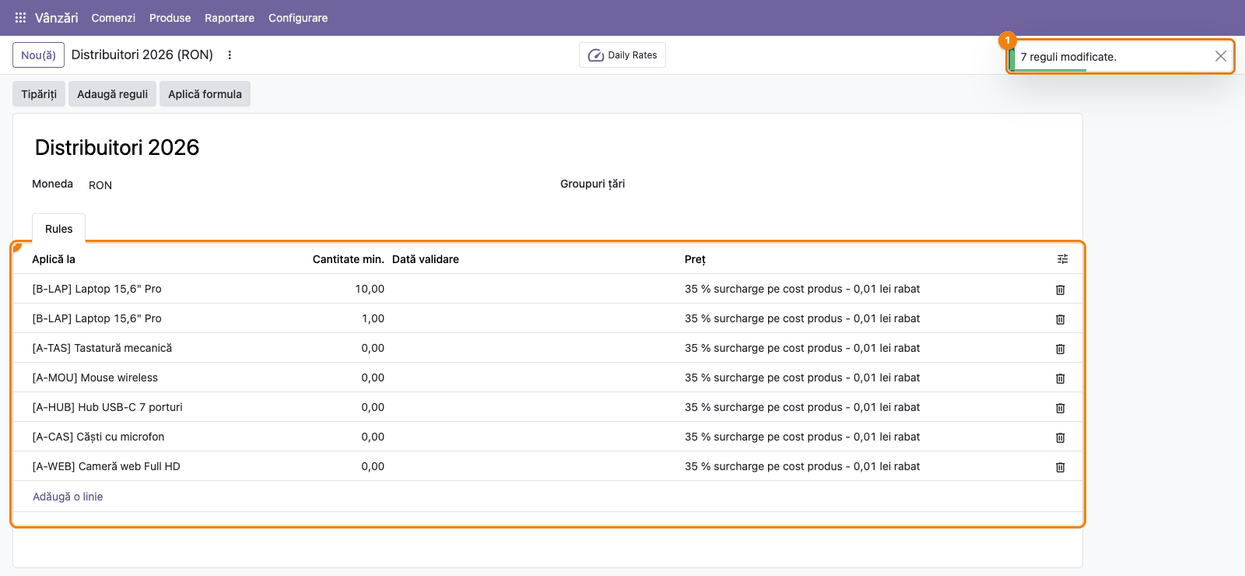 Vânzări Comenzi Produse Raportare Configurare
Nou(ă) Distribuitori 2026 (RON) Daily Rates
1
7 reguli modificate.
Tipăriți Adaugă reguli Aplică formula
Distribuitori 2026
Moneda RON Groupuri țări
Rules
Aplică la Cantitate min. Dată validare Preț
[B-LAP] Laptop 15,6" Pro 10,00 35 % surcharge pe cost produs - 0,01 lei rabat
[B-LAP] Laptop 15,6" Pro 1,00 35 % surcharge pe cost produs - 0,01 lei rabat
[A-TAS] Tastatură mecanică 0,00 35 % surcharge pe cost produs - 0,01 lei rabat
[A-MOU] Mouse wireless 0,00 35 % surcharge pe cost produs - 0,01 lei rabat
[A-HUB] Hub USB-C 7 porturi 0,00 35 % surcharge pe cost produs - 0,01 lei rabat
[A-CAS] Căști cu microfon 0,00 35 % surcharge pe cost produs - 0,01 lei rabat
[A-WEB] Cameră web Full HD 0,00 35 % surcharge pe cost produs - 0,01 lei rabat
Adăugă o linie